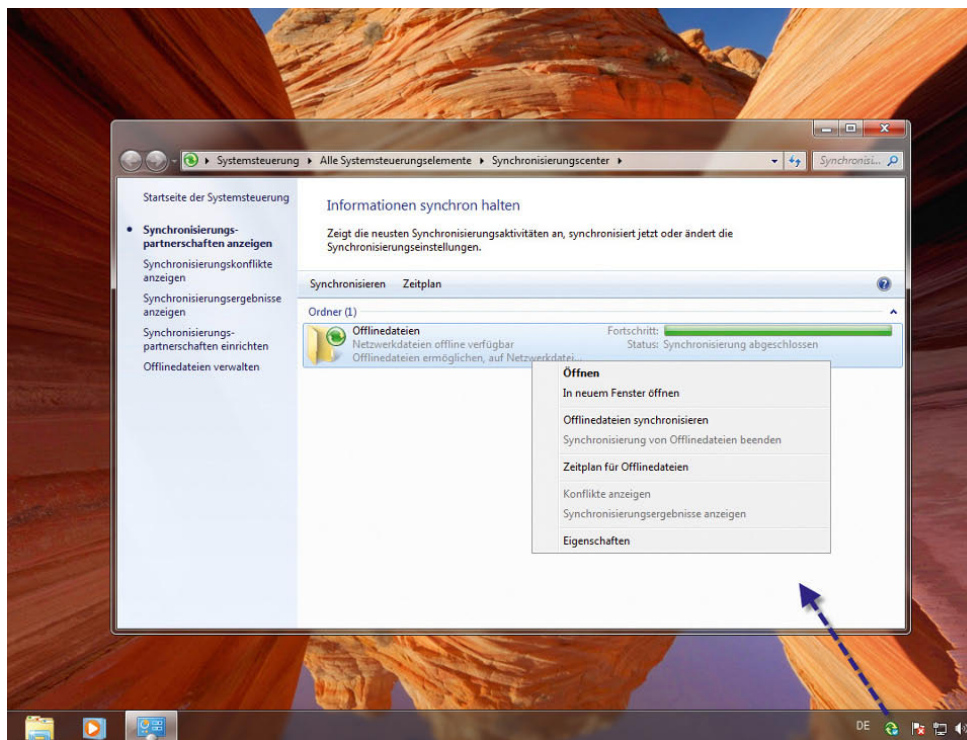 Systemsteuerung Alle Systemsteuerungselemente Synchronisierungscenter
Synchronisi...
Startseite der Systemsteuerung
Synchronisierungs-
partnerschaften anzeigen
Synchronisierungskonflikte
anzeigen
Synchronisierungsergebnisse
anzeigen
Synchronisierungs-
partnerschaften einrichten
Offlinedateien verwalten
Informationen synchron halten
Zeigt die neusten Synchronisierungsaktivitäten an, synchronisiert jetzt oder ändert die
Synchronisierungseinstellungen.
Synchronisieren Zeitplan
Ordner (1)
Offlinedateien
Netzwerkdateien offline verfügbar
Offlinedateien ermöglichen, auf Netzwerkdatei...
Fortschritt:
Status: Synchronisierung abgeschlossen
Öffnen
In neuem Fenster öffnen
Offlinedateien synchronisieren
Synchronisierung von Offlinedateien beenden
Zeitplan für Offlinedateien
Konflikte anzeigen
Synchronisierungsergebnisse anzeigen
Eigenschaften
DE